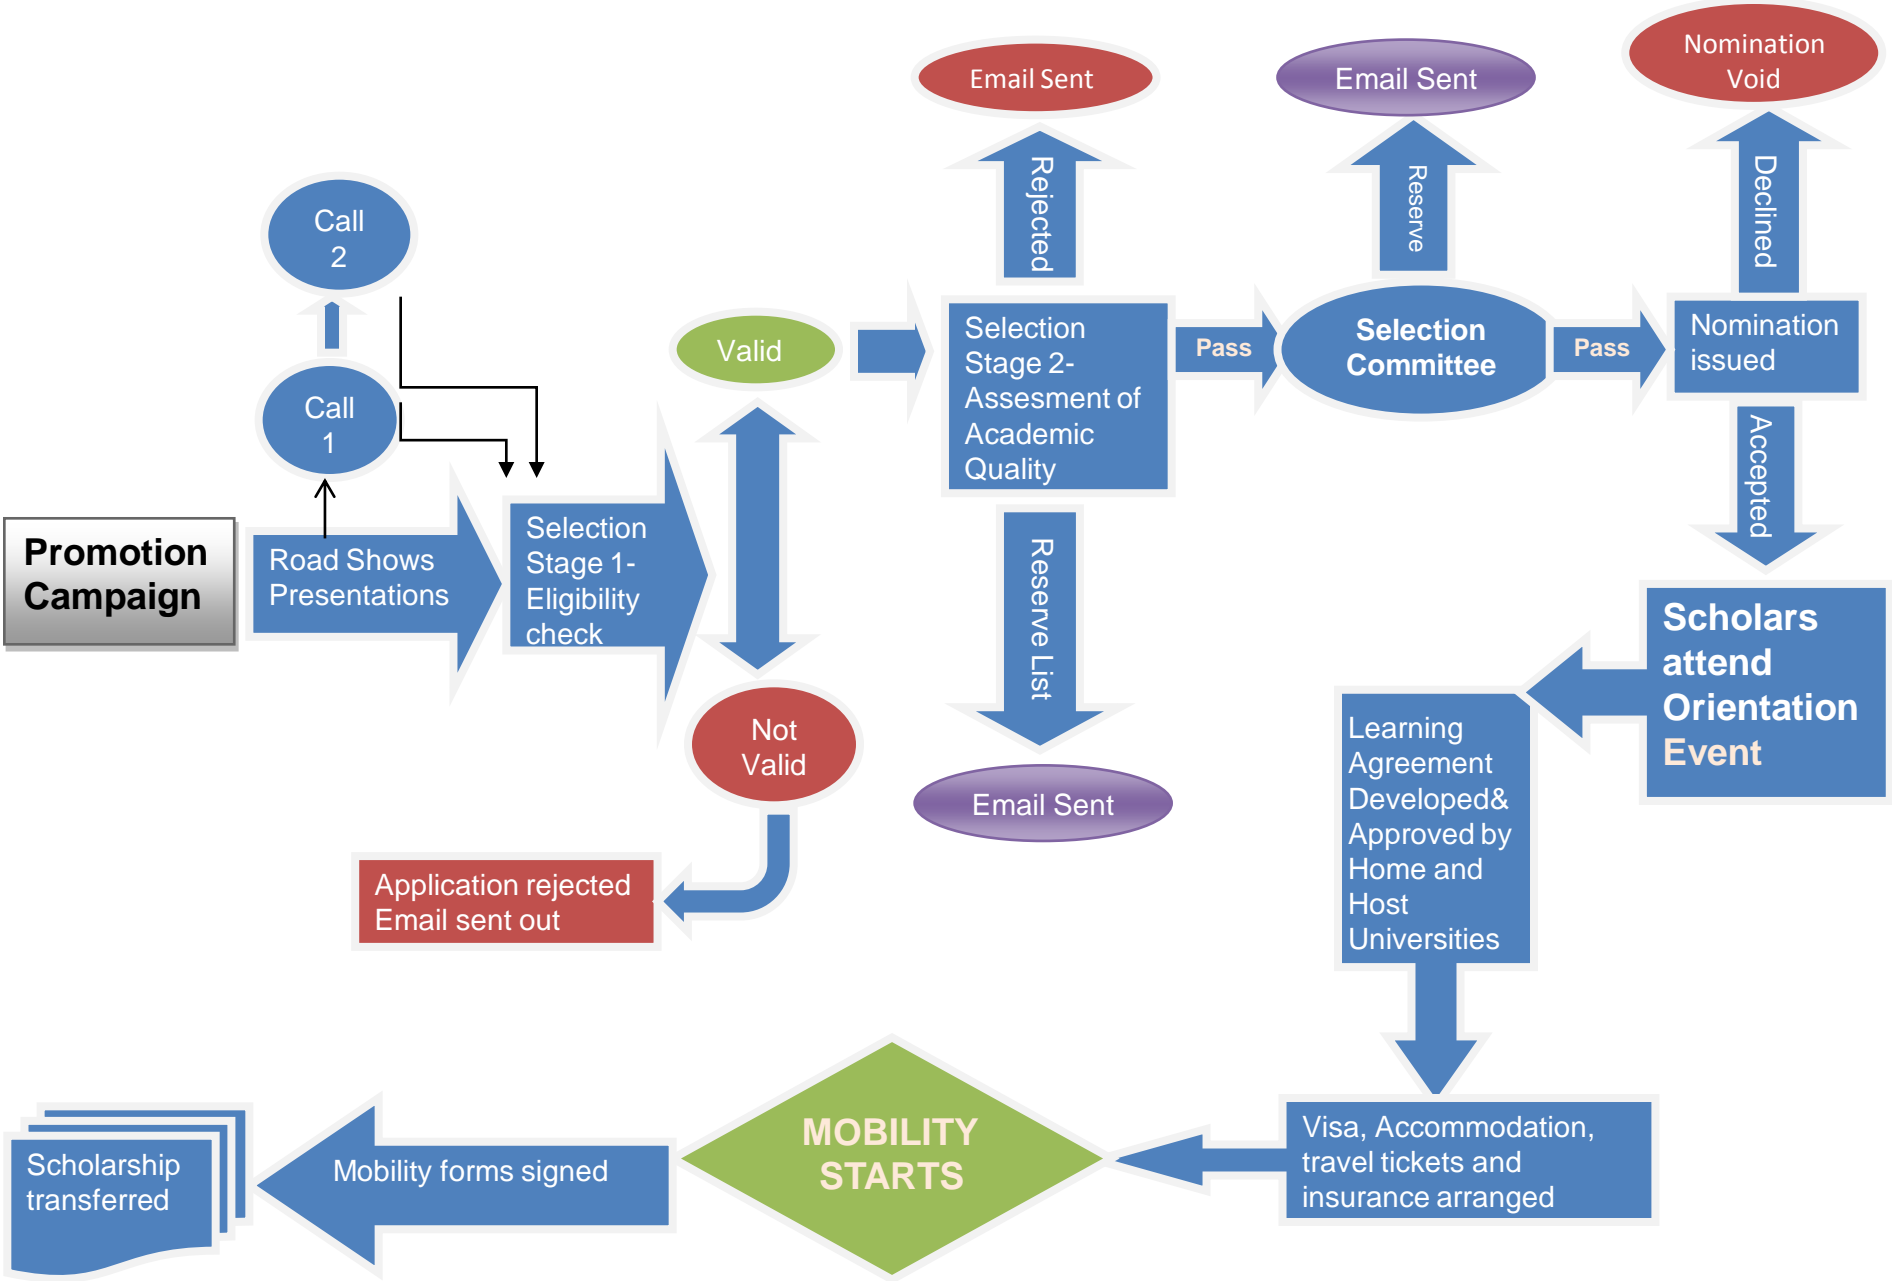 Promotion
Campaign
Road Shows
Presentations
Call
1
Call
2
Selection
Stage 1-
Eligibility
check
Valid
Not
Valid
Application rejected
Email sent out
Selection
Stage 2-
Assesment of
Academic
Quality
Rejected
Email Sent
Reserve List
Email Sent
Pass
Selection
Committee
Reserve
Email Sent
Pass
Nomination
issued
Declined
Nomination
Void
Accepted
Scholars
attend
Orientation
Event
Learning
Agreement
Developed&
Approved by
Home and
Host
Universities
Visa, Accommodation,
travel tickets and
insurance arranged
MOBILITY
STARTS
Mobility forms signed
Scholarship
transferred